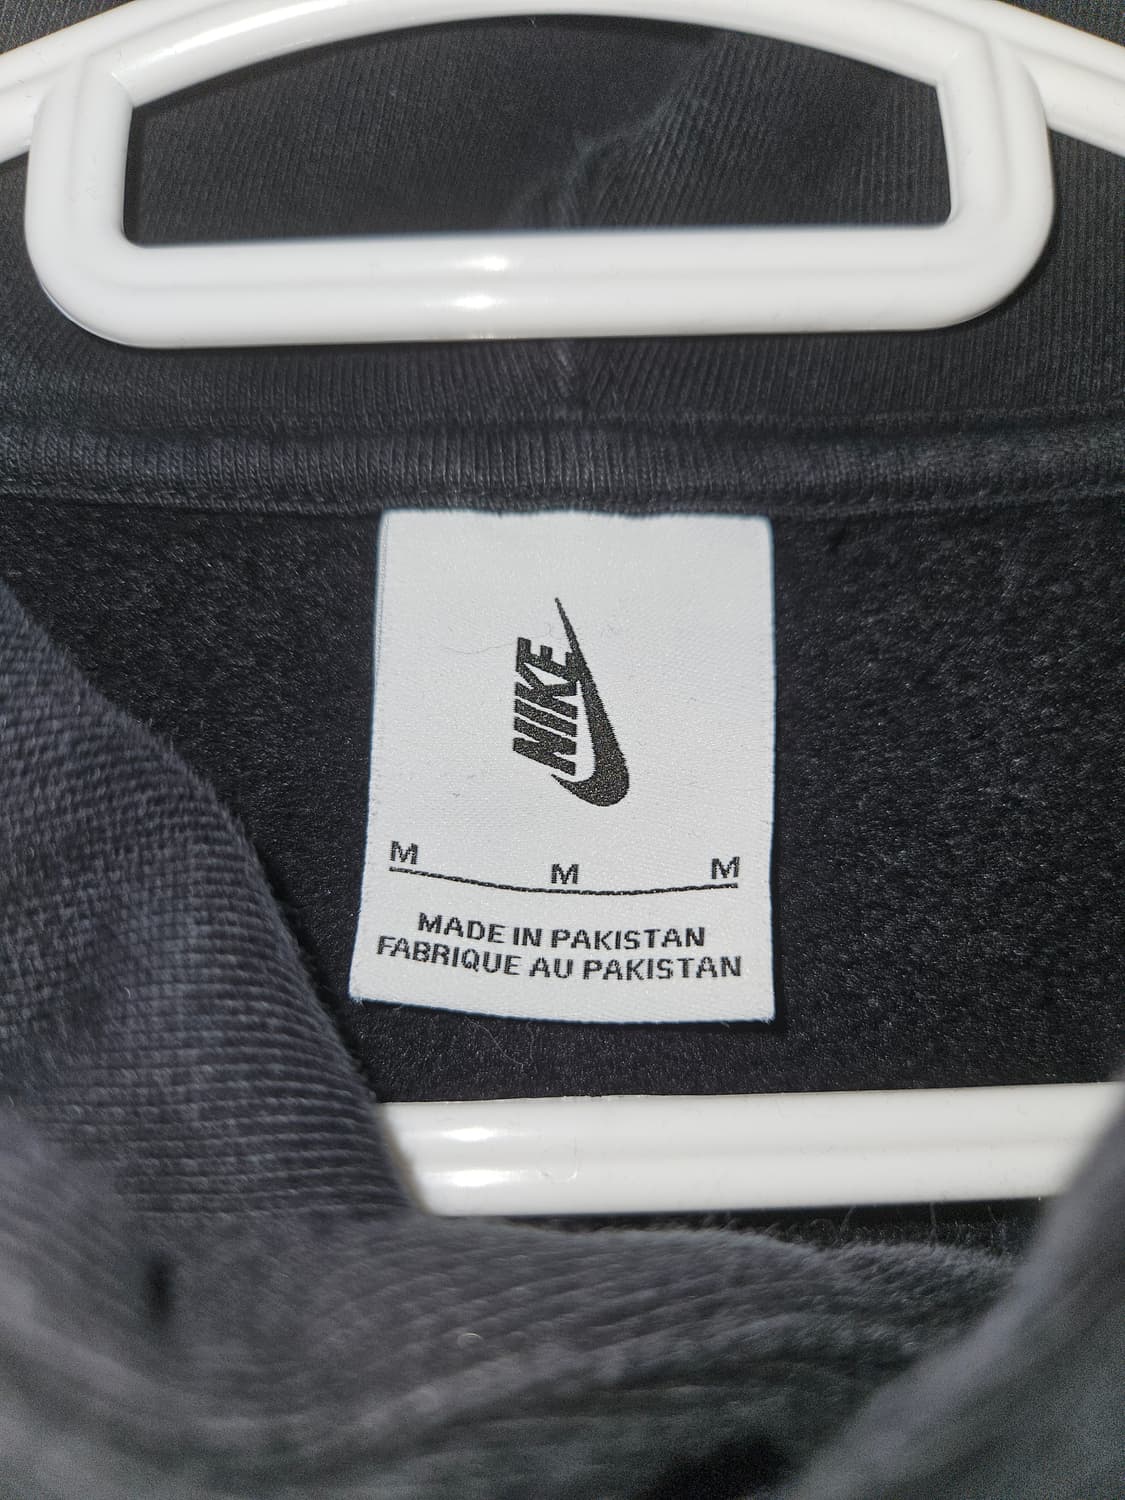 NIKE
M M M
MADE IN PAKISTAN
FABRIQUE AU PAKISTAN